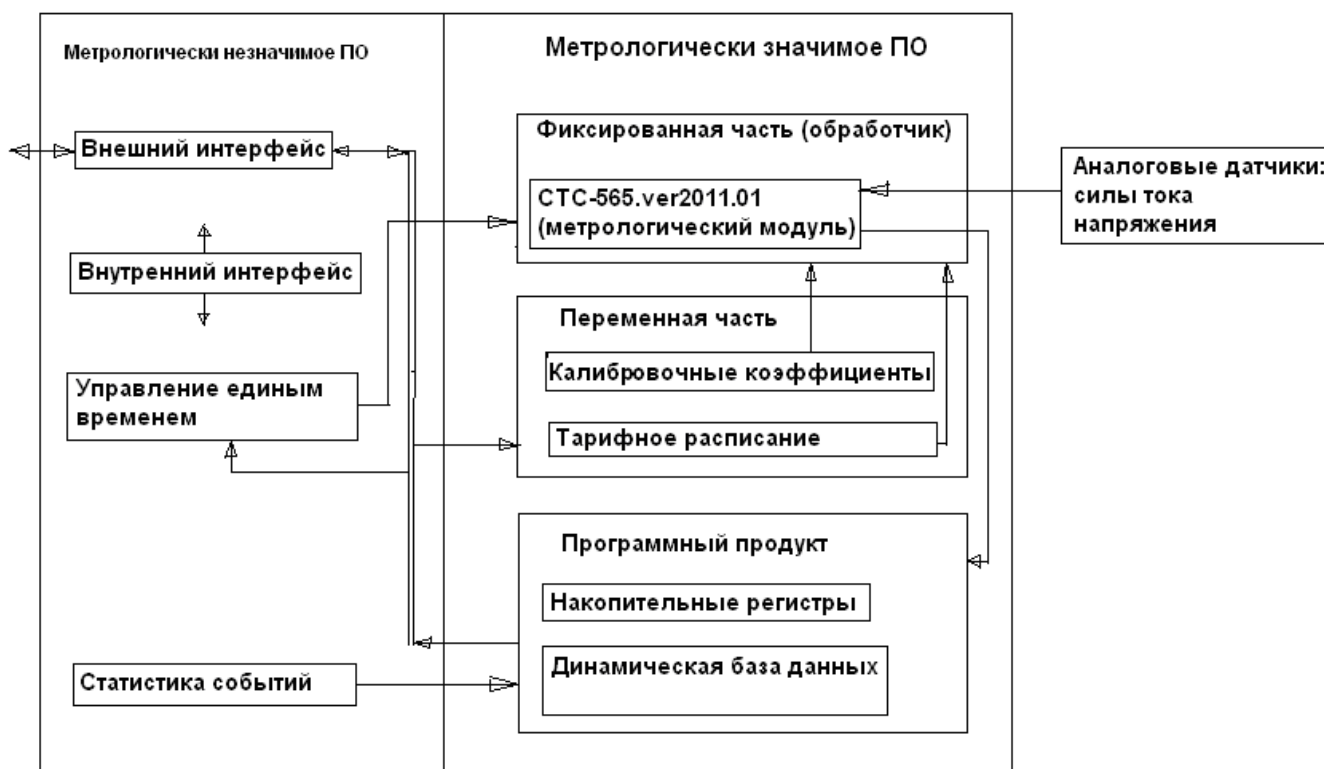 Метрологически незначимое ПО
Внешний интерфейс
Внутренний интерфейс
Управление единым
временем
Статистика событий
Метрологически значимое ПО
Фиксированная часть (обработчик)
СТС-565.ver2011.01
(метрологический модуль)
Переменная часть
Калибровочные коэффициенты
Тарифное расписание
Программный продукт
Накопительные регистры
Динамическая база данных
Аналоговые датчики:
силы тока
напряжения